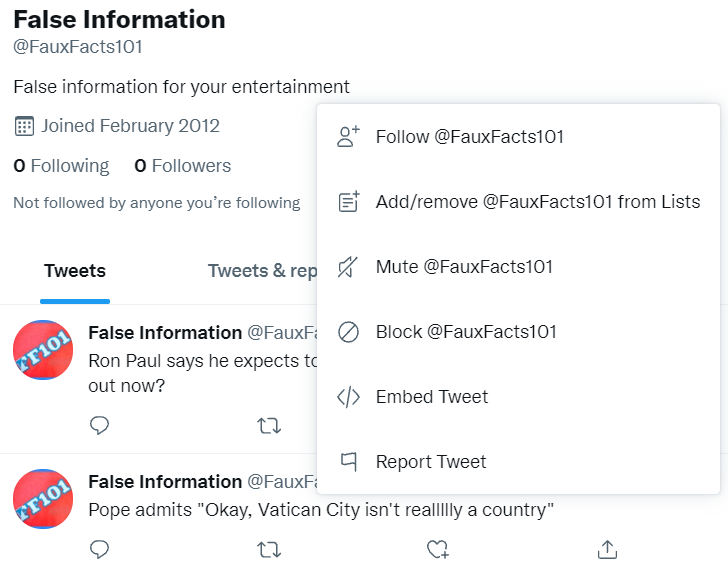 False Information
@FauxFacts101
False information for your entertainment
Joined February 2012
0 Following 0 Followers
Not followed by anyone you're following
Follow @FauxFacts101
Add/remove @FauxFacts101 from Lists
Mute @FauxFacts101
Block @FauxFacts101
Embed Tweet
Report Tweet
Tweets Tweets & rep
TF101
False Information @FauxFa
Ron Paul says he expects to
out now?
TF101
False Information @FauxFa
Pope admits "Okay, Vatican City isn't reallllly a country"